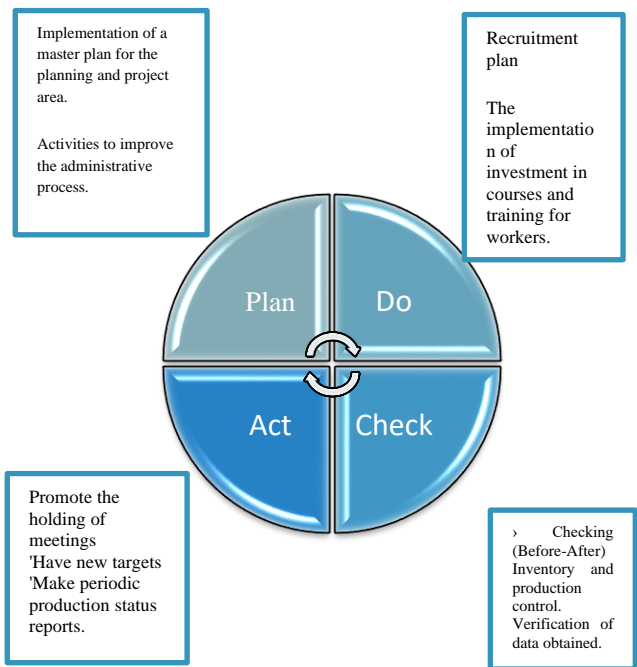 Implementation of a
master plan for the
planning and project
area.
Activities to improve
the administrative
process.
Recruitment
plan
The
implementatio
n of
investment in
courses and
training for
workers.
Plan
Do
Act
Check
Promote the
holding of
meetings
'Have new targets
'Make periodic
production status
reports.
› Checking
(Before-After)
Inventory and
production
control.
Verification of
data obtained.